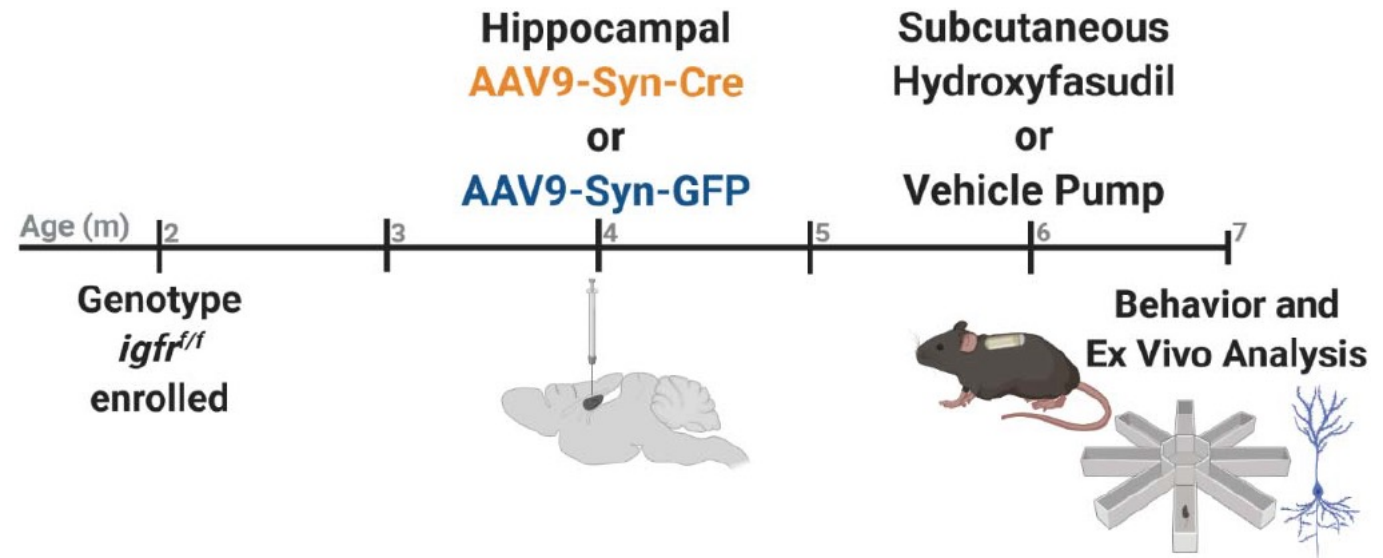 Hippocampal
AAV9-Syn-Cre
or
AAV9-Syn-GFP
Subcutaneous
Hydroxyfasudil
or
Vehicle Pump
Age (m) 2 3 4 5 6 7
Genotype
igfrf/f
enrolled
Behavior and
Ex Vivo Analysis